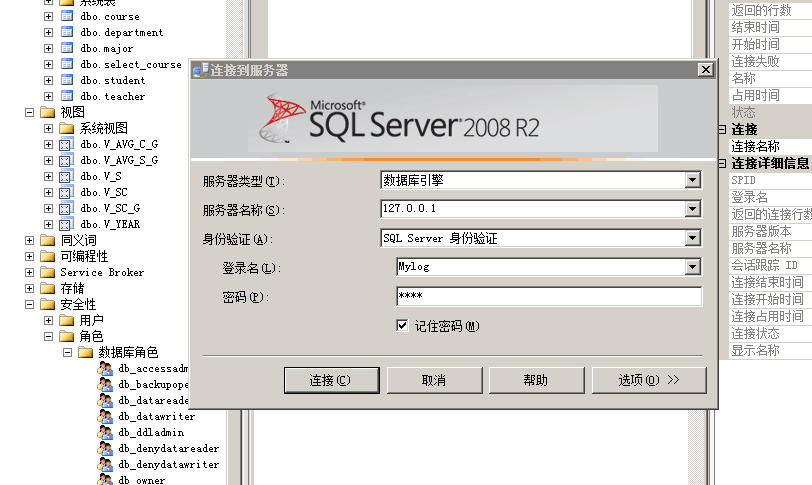 系统表
dbo.course
dbo.department
dbo.major
dbo.select_course
dbo.student
dbo.teacher
视图
系统视图
dbo.V_AVG_C_G
dbo.V_AVG_S_G
dbo.V_S
dbo.V_SC
dbo.V_SC_G
dbo.V_YEAR
同义词
可编程性
Service Broker
存储
安全性
用户
角色
数据库角色
db_accessadm
db_backupope
db_datareade
db_datawriter
db_ddladmin
db_denydatareader
db_denydatawriter
db_owner
连接到服务器
Microsoft®
SQL Server® 2008 R2
服务器类型(T):
数据库引擎
服务器名称(S):
127.0.0.1
身份验证(A):
SQL Server 身份验证
登录名(L):
Mylog
密码(P):
****
记住密码(M)
连接(C)
取消
帮助
选项(O) >>
返回的行数
结束时间
开始时间
连接失败
名称
占用时间
状态
连接
连接名称
连接详细信息
SPID
登录名
返回的连接行数
服务器版本
服务器名称
会话跟踪 ID
连接结束时间
连接开始时间
连接占用时间
连接状态
显示名称